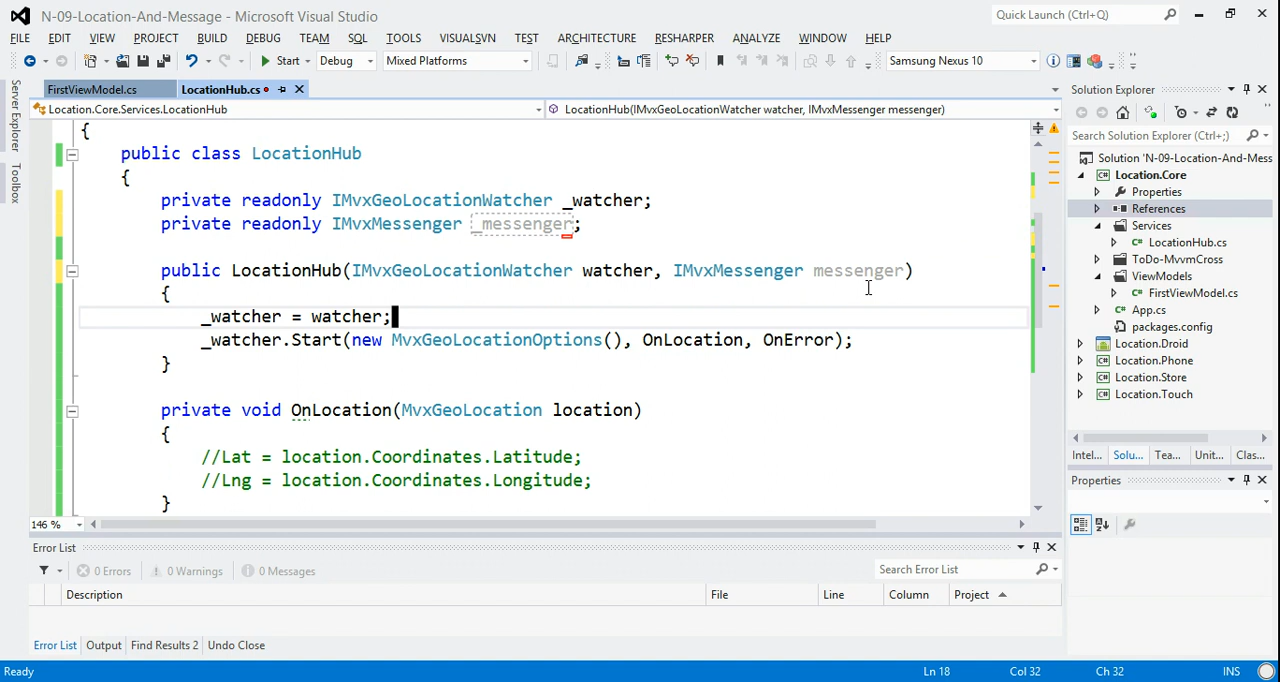 N-09-Location-And-Message - Microsoft Visual Studio
Quick Launch (Ctrl+Q)
FILE EDIT VIEW PROJECT BUILD DEBUG TEAM SQL TOOLS VISUALSVN TEST ARCHITECTURE RESHARPER ANALYZE WINDOW HELP
Start Debug Mixed Platforms Samsung Nexus 10
Server Explorer
Toolbox
FirstViewModel.cs LocationHub.cs
Location.Core.Services.LocationHub LocationHub(IMvxGeoLocationWatcher watcher, IMvxMessenger messenger)
{
public class LocationHub
{
private readonly IMvxGeoLocationWatcher _watcher;
private readonly IMvxMessenger _messenger;
public LocationHub(IMvxGeoLocationWatcher watcher, IMvxMessenger messenger)
{
_watcher = watcher;
_watcher.Start(new MvxGeoLocationOptions(), OnLocation, OnError);
}
private void OnLocation(MvxGeoLocation location)
{
//Lat = location.Coordinates.Latitude;
//Lng = location.Coordinates.Longitude;
}
146 %
Solution Explorer
Search Solution Explorer (Ctrl+;)
Solution 'N-09-Location-And-Mess
Location.Core
Properties
References
Services
LocationHub.cs
ToDo-MvvmCross
ViewModels
FirstViewModel.cs
App.cs
packages.config
Location.Droid
Location.Phone
Location.Store
Location.Touch
Intel... Solu... Tea... Unit... Clas...
Properties
Error List
0 Errors 0 Warnings 0 Messages
Search Error List
Description File Line Column Project
Error List Output Find Results 2 Undo Close
Ready Ln 18 Col 32 Ch 32 INS